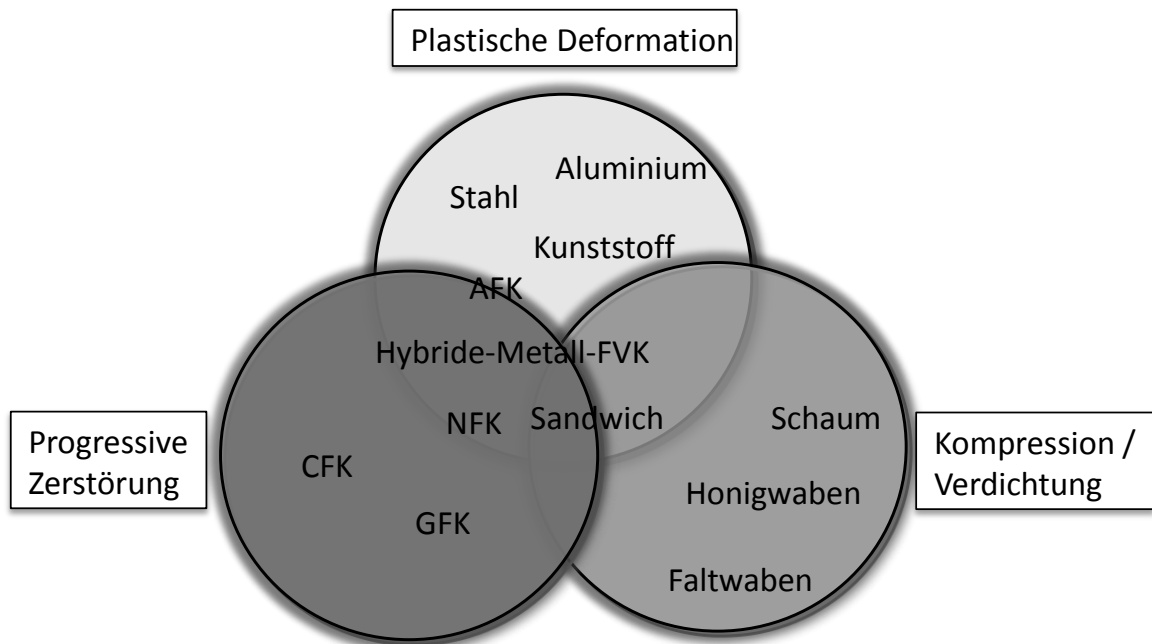 Plastische Deformation
Aluminium
Stahl
Kunststoff
AFK
Hybride-Metall-FVK
NFK
Sandwich
Schaum
Progressive
Zerstörung
Kompression /
Verdichtung
CFK
Honigwaben
GFK
Faltwaben